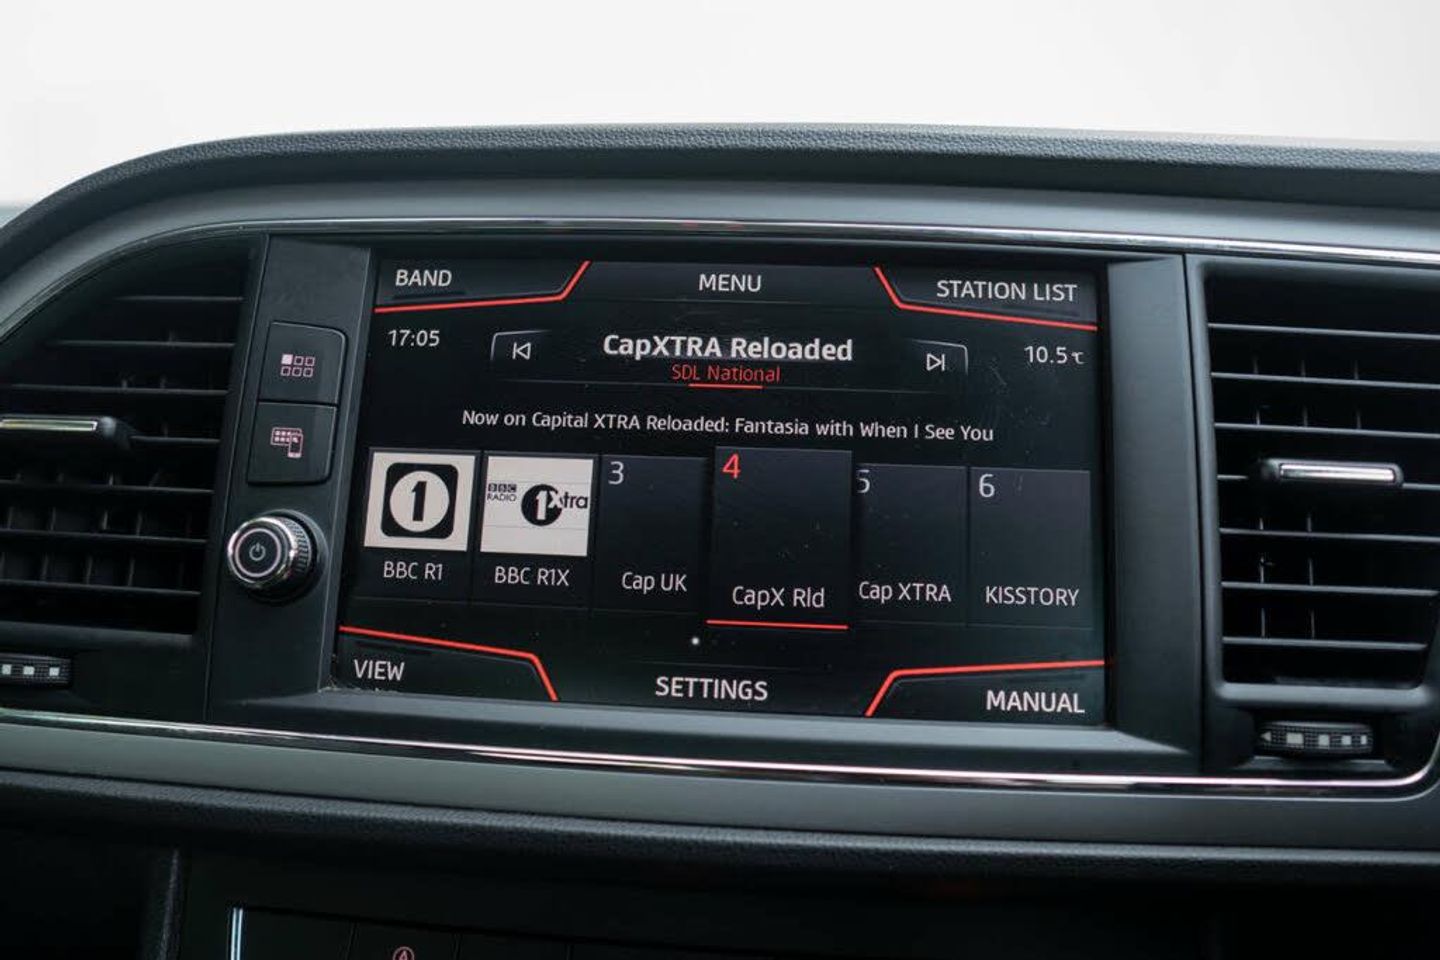 BAND
MENU
STATION LIST
17:05
CapXTRA Reloaded
10.5℃
SDL National
Now on Capital XTRA Reloaded: Fantasia with When I See You
1
BBC RADIO
1Xtra
3
4
5
6
BBC R1
BBC R1X
Cap UK
CapX Rld
Cap XTRA
KISSTORY
VIEW
SETTINGS
MANUAL